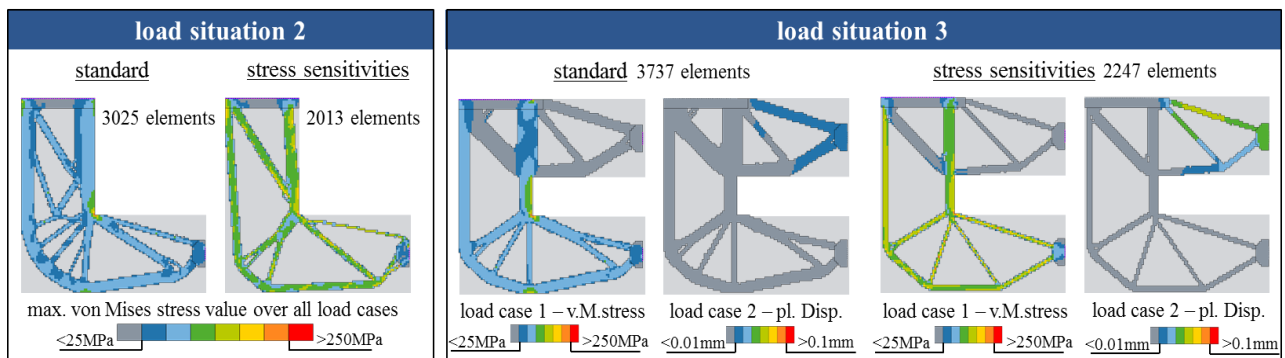 load situation 2
standard
stress sensitivities
3025 elements
2013 elements
max. von Mises stress value over all load cases
<25MPa
>250MPa
load situation 3
standard 3737 elements
stress sensitivities 2247 elements
load case 1 – v.M.stress
load case 2 – pl. Disp.
load case 1 – v.M.stress
load case 2 – pl. Disp.
<25MPa
>250MPa
<0.01mm
>0.1mm
<25MPa
>250MPa
<0.01mm
>0.1mm